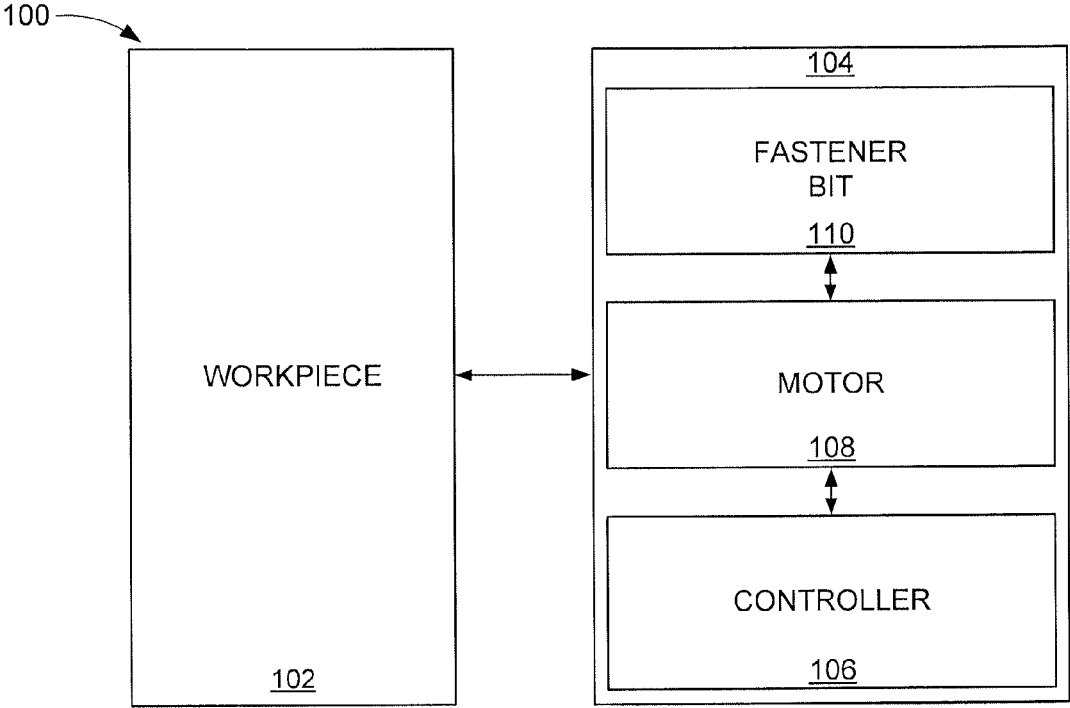 100
WORKPIECE
102
104
FASTENER
BIT
110
MOTOR
108
CONTROLLER
106